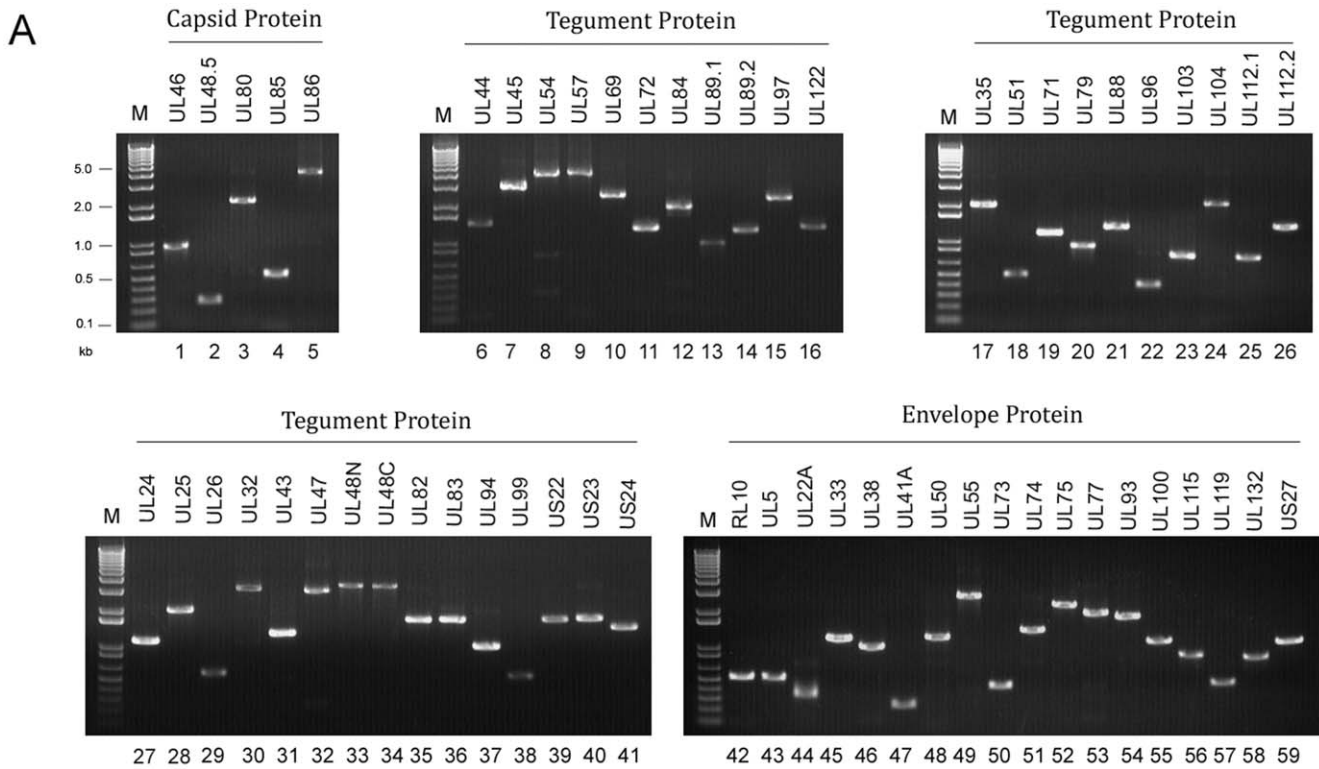 A
Capsid Protein
M UL46 UL48.5 UL80 UL85 UL86
5.0
2.0
1.0
0.5
0.1
kb
1 2 3 4 5
Tegument Protein
M UL44 UL45 UL54 UL57 UL69 UL72 UL84 UL89.1 UL89.2 UL97 UL122
6 7 8 9 10 11 12 13 14 15 16
Tegument Protein
M UL35 UL51 UL71 UL79 UL88 UL96 UL103 UL104 UL112.1 UL112.2
17 18 19 20 21 22 23 24 25 26
Tegument Protein
M UL24 UL25 UL26 UL32 UL43 UL47 UL48N UL48C UL82 UL83 UL94 UL99 US22 US23 US24
27 28 29 30 31 32 33 34 35 36 37 38 39 40 41
Envelope Protein
M RL10 UL5 UL22A UL33 UL38 UL41A UL50 UL55 UL73 UL74 UL75 UL77 UL93 UL100 UL115 UL119 UL132 US27
42 43 44 45 46 47 48 49 50 51 52 53 54 55 56 57 58 59